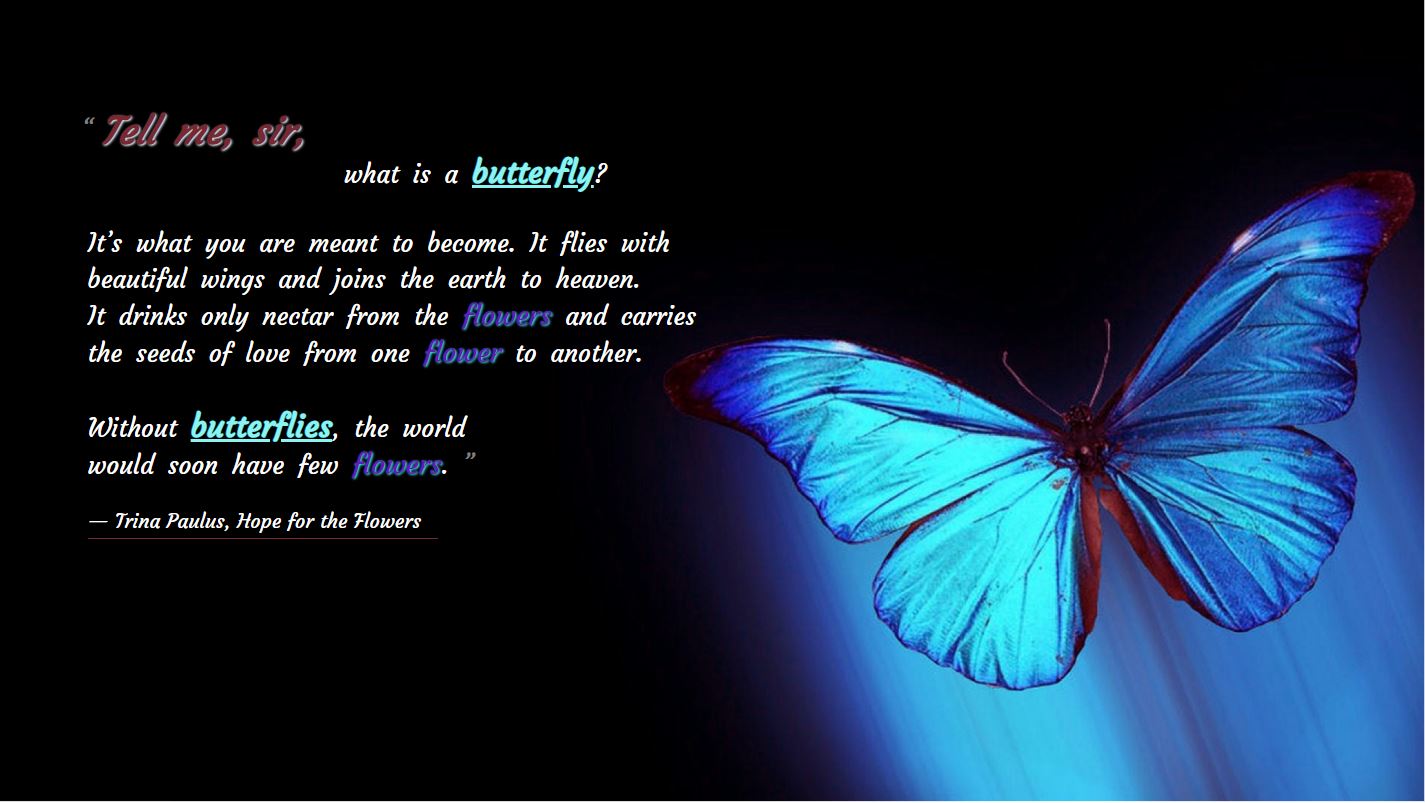 “ Tell me, sir,
what is a butterfly?
It’s what you are meant to become. It flies with
beautiful wings and joins the earth to heaven.
It drinks only nectar from the flowers and carries
the seeds of love from one flower to another.
Without butterflies, the world
would soon have few flowers. ”
— Trina Paulus, Hope for the Flowers